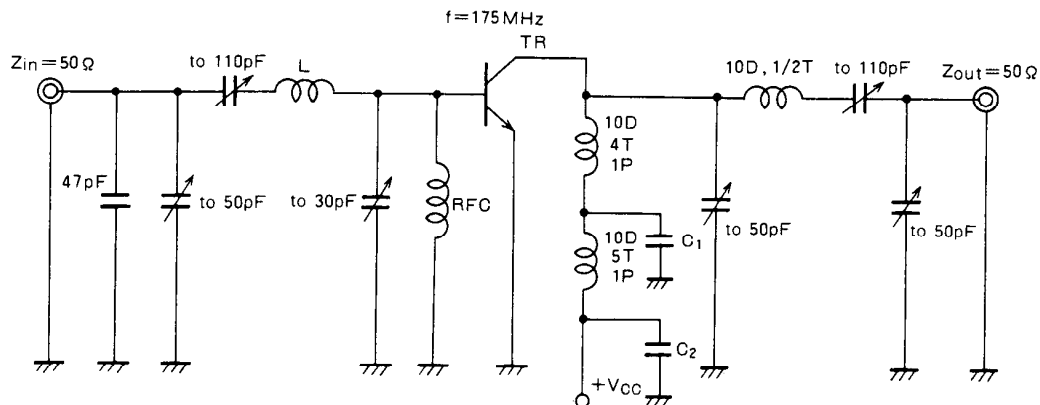 f=175MHz
TR
Zin=50Ω
to 110pF
L
10D, 1/2T
to 110pF
Zout=50Ω
10D
4T
1P
47pF
to 50pF
to 30pF
RFC
10D
5T
1P
C1
to 50pF
to 50pF
C2
+Vcc